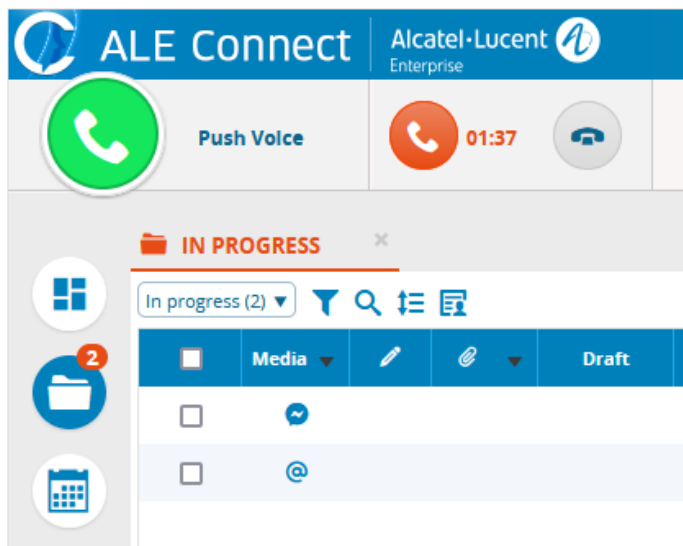 ALE Connect
Alcatel·Lucent
Enterprise
Push Voice
01:37
IN PROGRESS
In progress (2)
2
Media
Draft
@